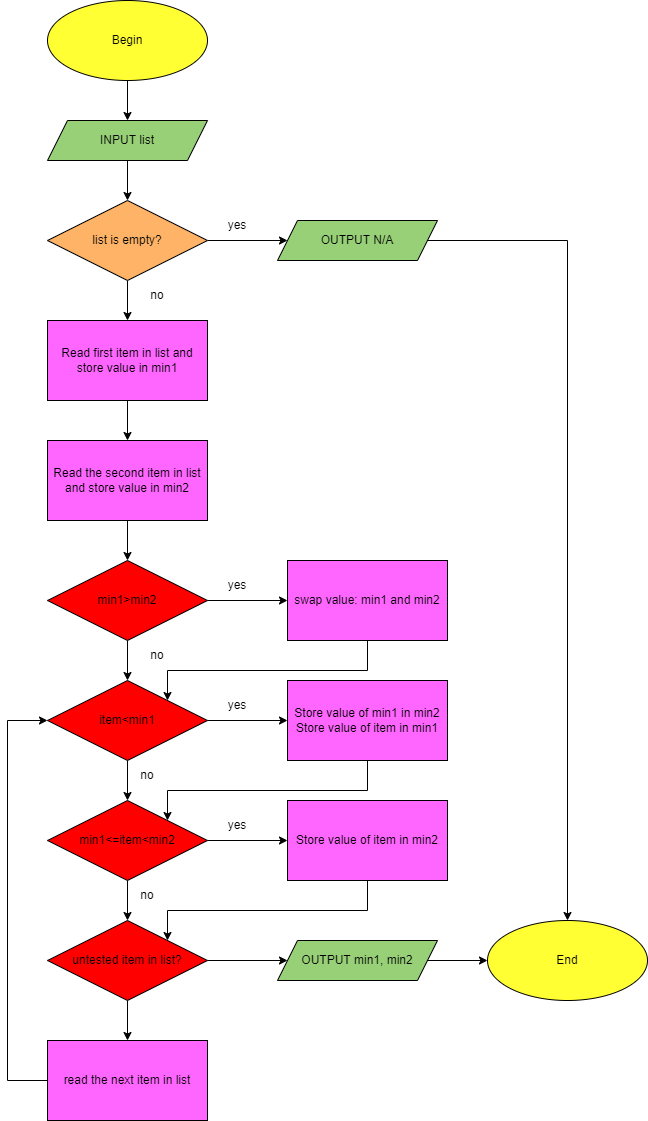 Begin
INPUT list
list is empty?
yes
OUTPUT N/A
no
Read first item in list and
store value in min1
Read the second item in list
and store value in min2
min1>min2
yes
swap value: min1 and min2
no
item<min1
yes
Store value of min1 in min2
Store value of item in min1
no
min1<=item<min2
yes
Store value of item in min2
no
untested item in list?
OUTPUT min1, min2
End
read the next item in list